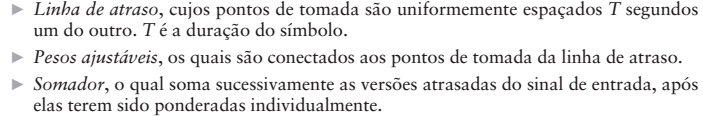 ► Linha de atraso, cujos pontos de tomada são uniformemente espaçados T segundos
um do outro. T é a duração do símbolo.
► Pesos ajustáveis, os quais são conectados aos pontos de tomada da linha de atraso.
► Somador, o qual soma sucessivamente as versões atrasadas do sinal de entrada, após
elas terem sido ponderadas individualmente.